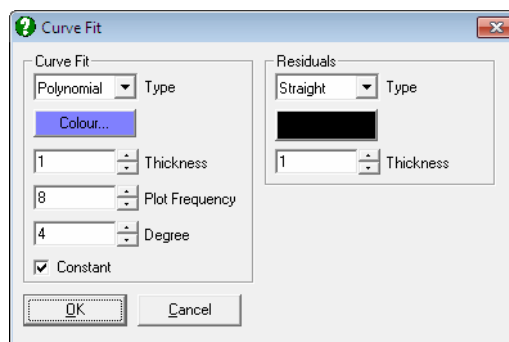 Curve Fit
Curve Fit
Polynomial Type
Colour...
1 Thickness
8 Plot Frequency
4 Degree
Constant
OK Cancel
Residuals
Straight Type
1 Thickness